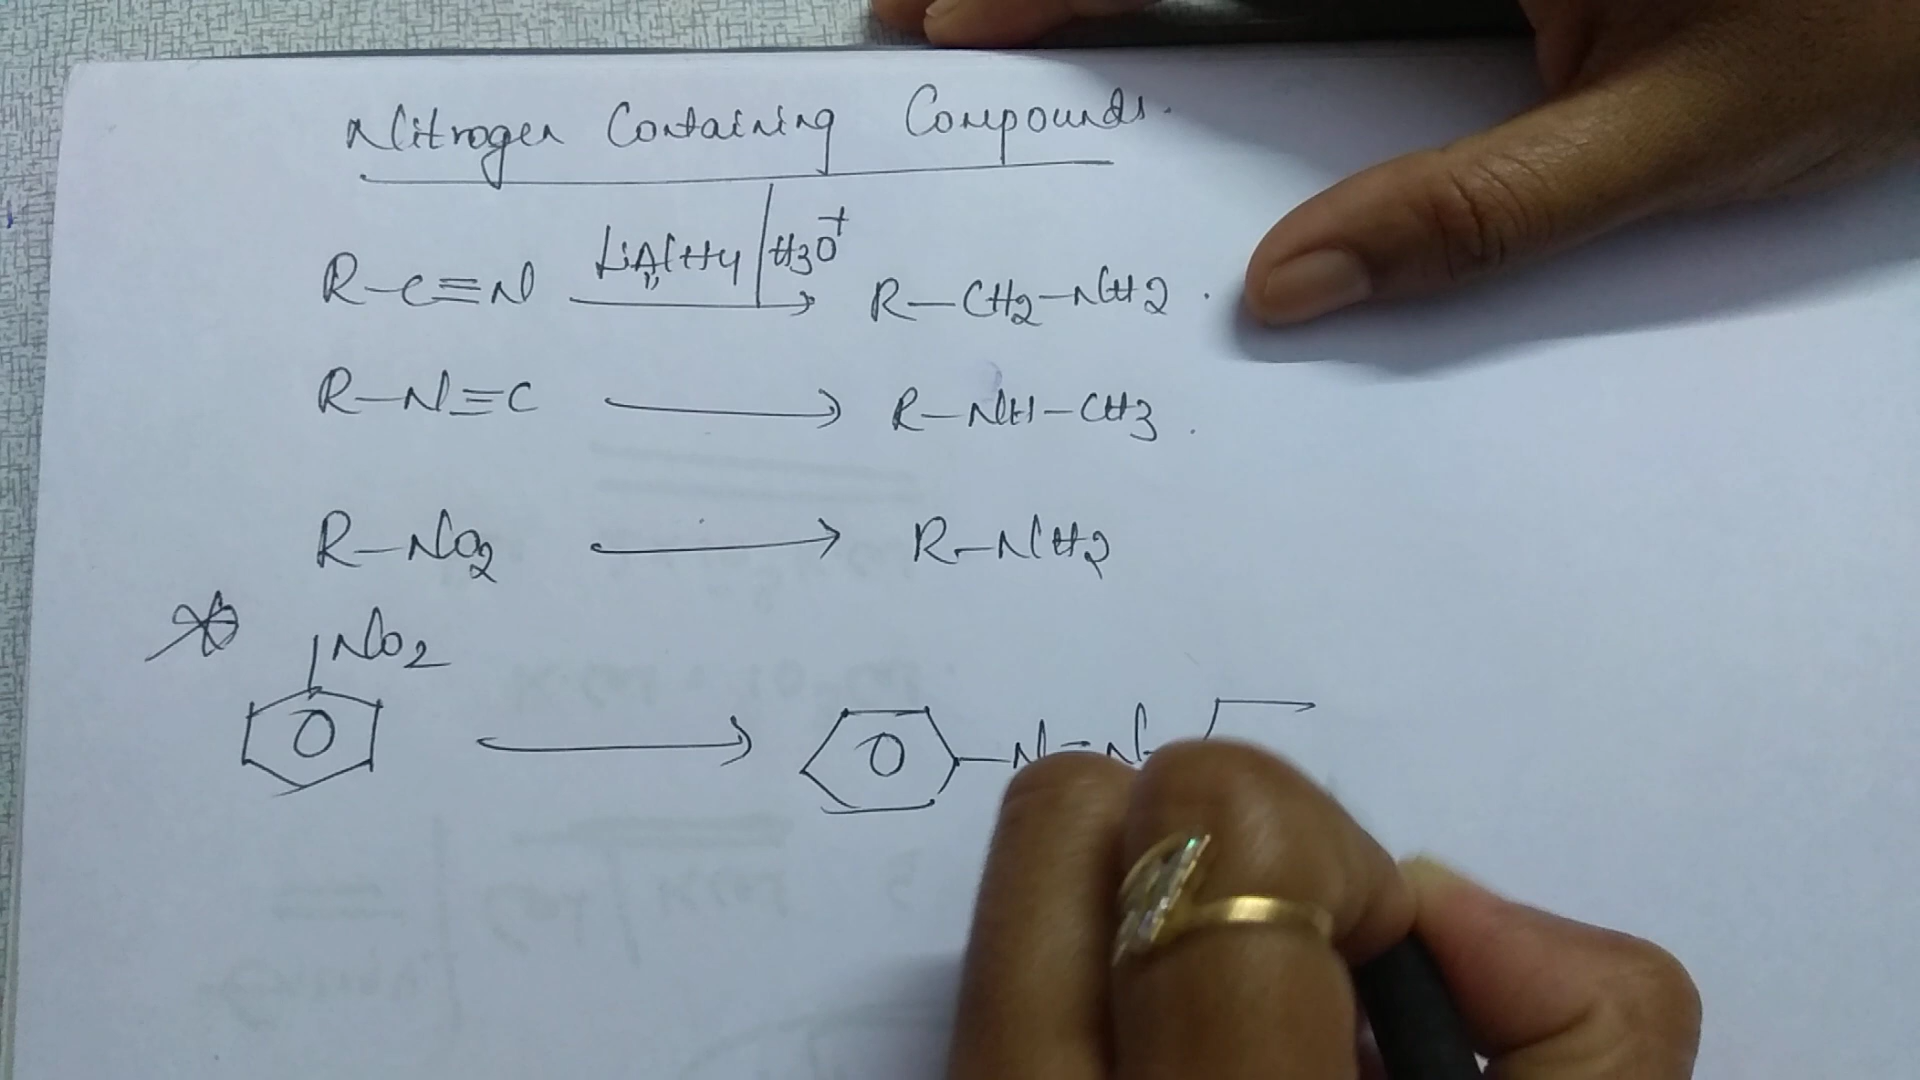 Nitrogen Containing Compounds.
R-C≡N LiAlH4 / H3O+ → R-CH2-NH2.
R-N≡C → R-NH-CH3.
R-NO2 → R-NH2
NO2
→ N=N